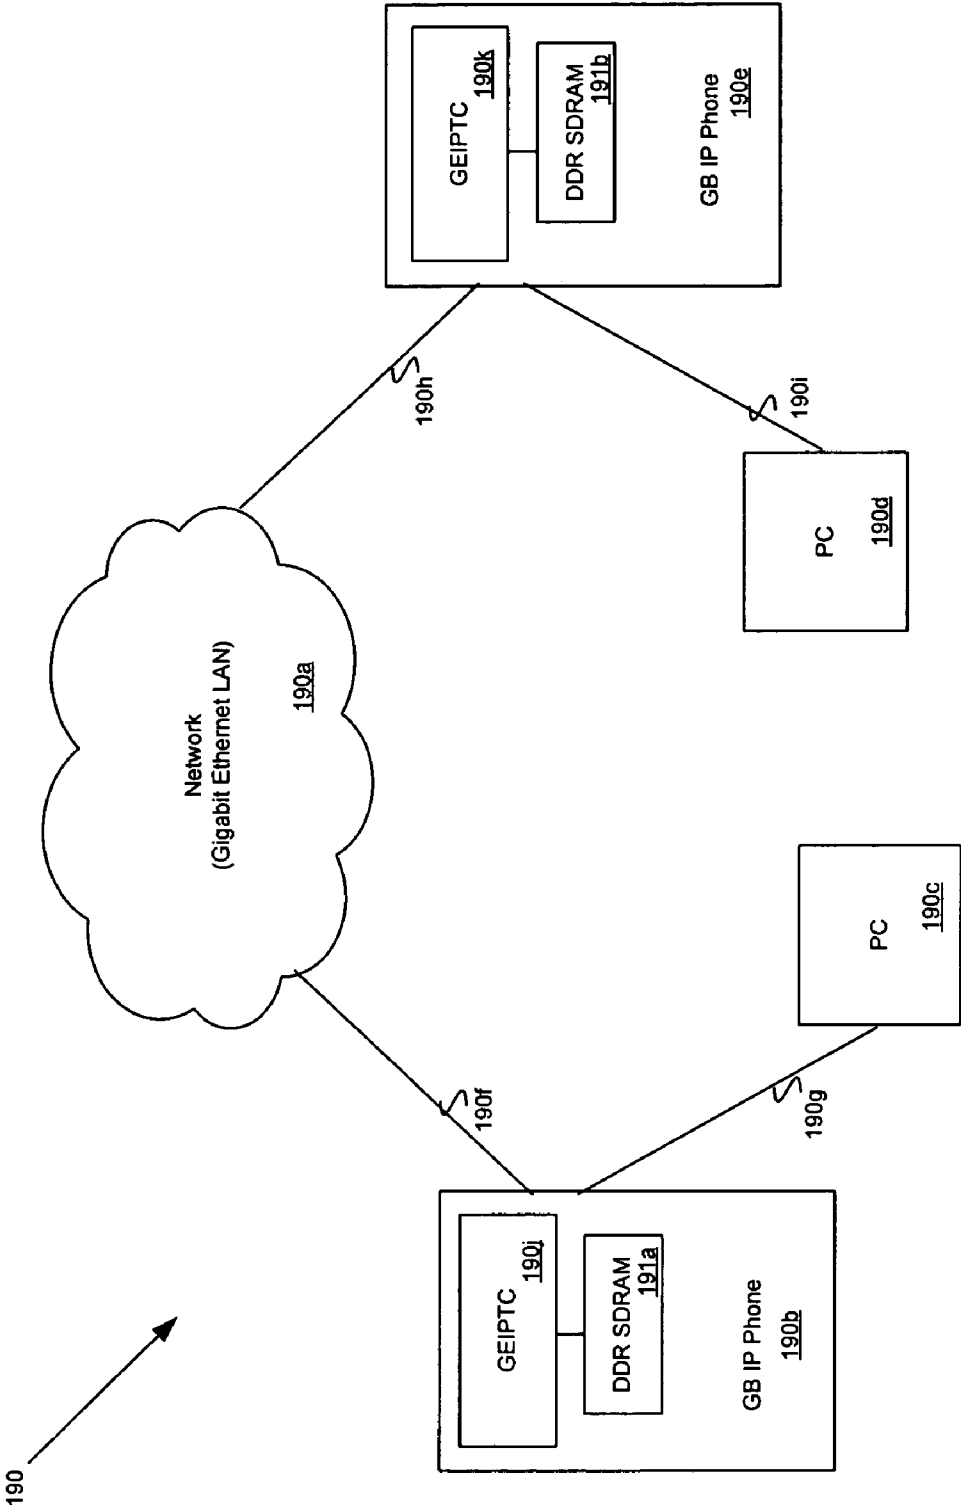 190
Network
(Gigabit Ethernet LAN)
190a
190f
190h
GEIPTC
190j
DDR SDRAM
191a
GB IP Phone
190b
190g
PC
190c
PC
190d
190i
GEIPTC
190k
DDR SDRAM
191b
GB IP Phone
190e